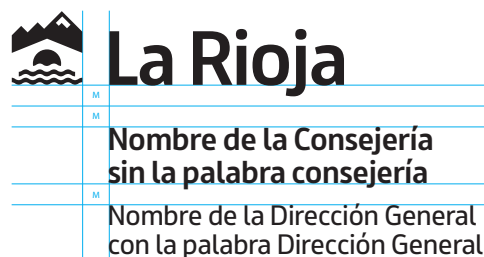 La Rioja
M
M
Nombre de la Consejería
sin la palabra consejería
M
Nombre de la Dirección General
con la palabra Dirección General